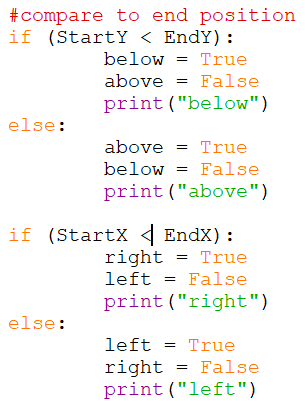 #compare to end position
if (StartY < EndY):
        below = True
        above = False
        print("below")
else:
        above = True
        below = False
        print("above")

if (StartX < EndX):
        right = True
        left = False
        print("right")
else:
        left = True
        right = False
        print("left")